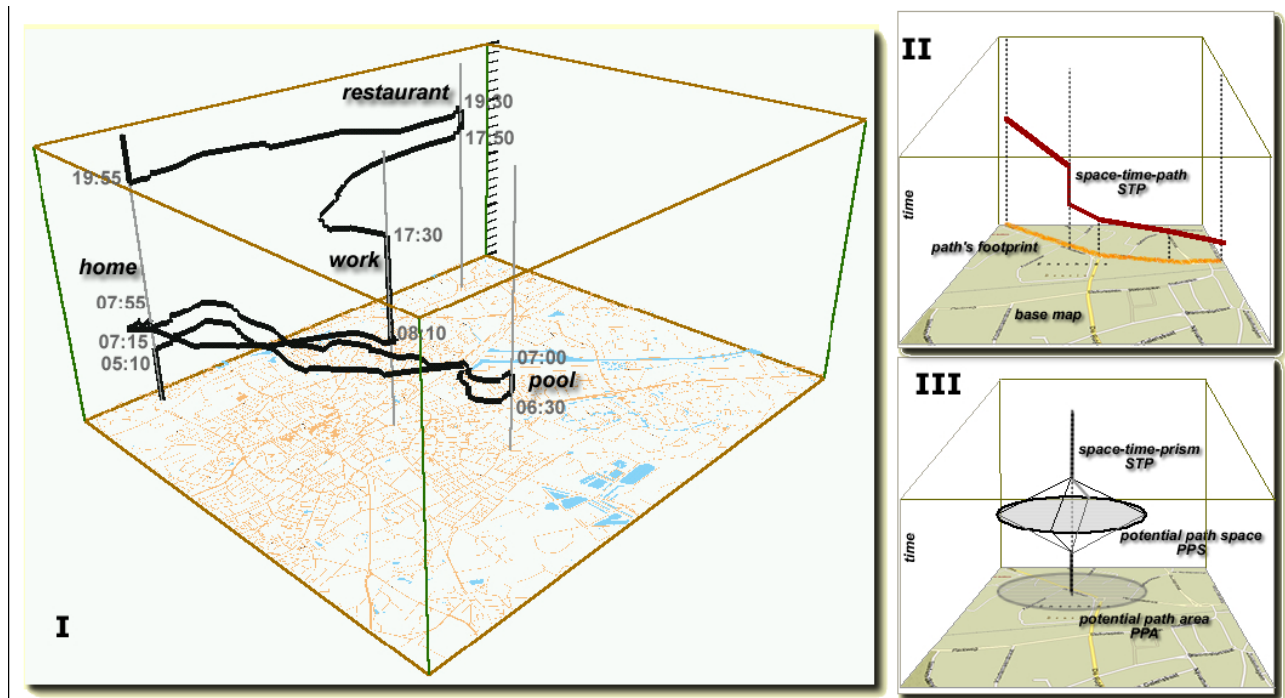 restaurant
19:30
17:50
19:55
17:30
work
home
07:55
07:15
05:10
08:10
07:00
pool
06:30
I
II
space-time-path
STP
time
path's footprint
base map
III
space-time-prism
STP
time
potential path space
PPS
potential path area
PPA